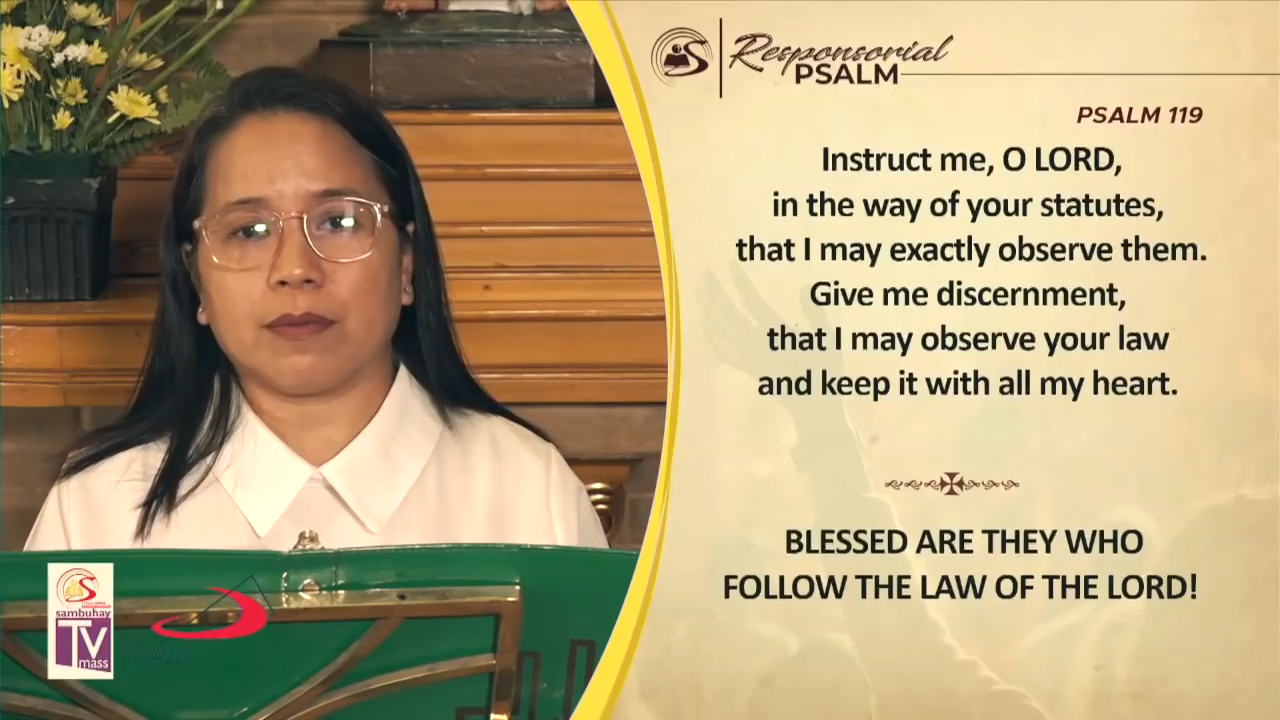 Responsorial
PSALM
PSALM 119
Instruct me, O LORD,
in the way of your statutes,
that I may exactly observe them.
Give me discernment,
that I may observe your law
and keep it with all my heart.
BLESSED ARE THEY WHO
FOLLOW THE LAW OF THE LORD!
sambuhay
TV
mass